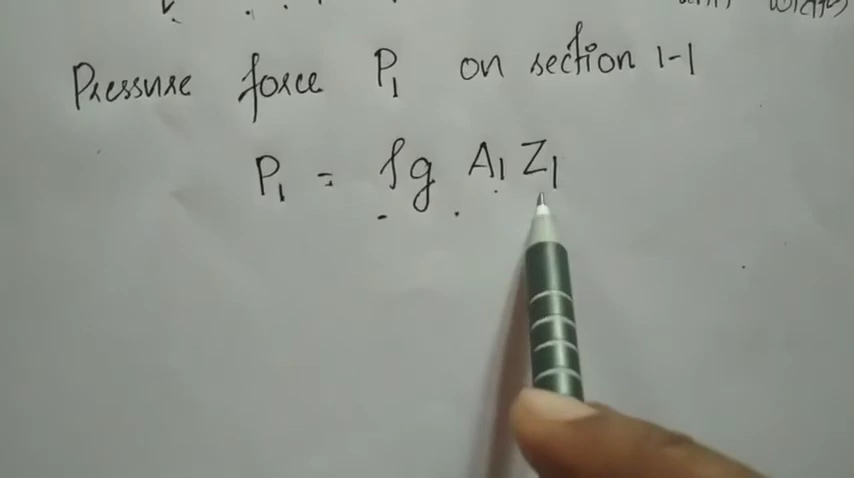 Pressure force P₁ on section 1-1
P₁ = ρg A₁ Z₁